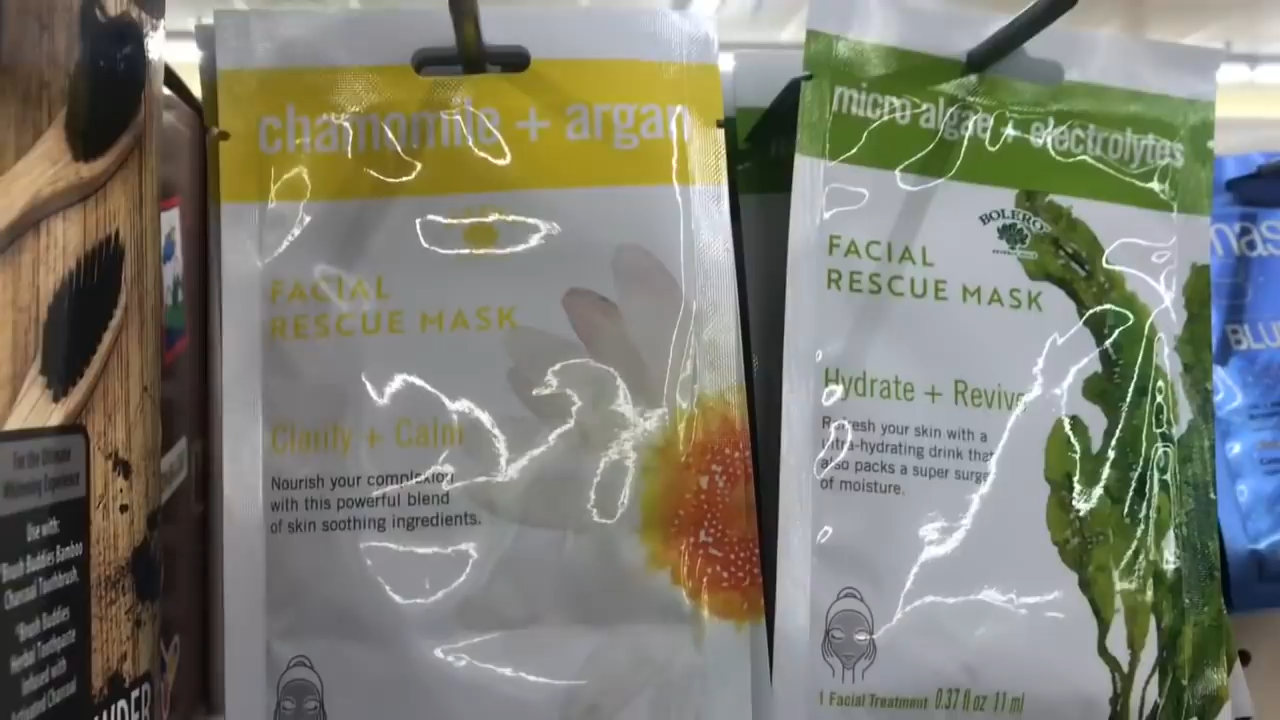 For the Ultimate
Whitening Experience
Use with:
Brush Buddies Bamboo
Charcoal Toothbrush,
Brush Buddies
Herbal Toothpaste
Infused with
Activated Charcoal
chamomile + argan
FACIAL
RESCUE MASK
Clarify + Calm
Nourish your complexion
with this powerful blend
of skin soothing ingredients.
micro algae + electrolytes
BOLERO
FACIAL
RESCUE MASK
Hydrate + Revive
Refresh your skin with a
ultra-hydrating drink that
also packs a super surge
of moisture.
1 Facial Treatment 0.37 fl oz 11 ml
BLU